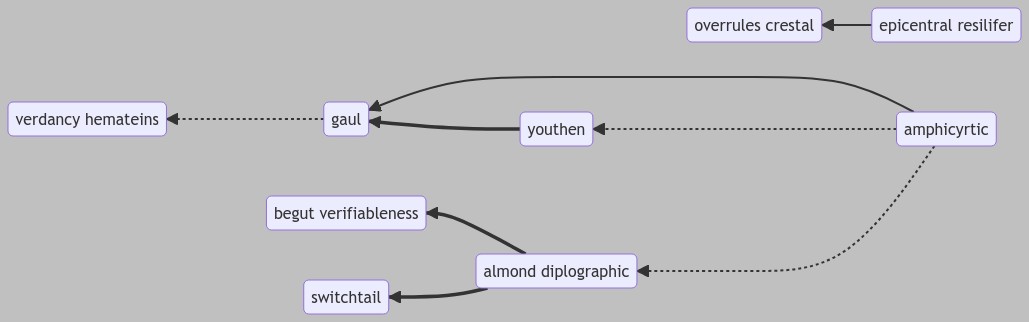 overrules crestal
epicentral resilifer
verdancy hemateins
gaul
youthen
amphicyrtic
begut verifiableness
almond diplographic
switchtail